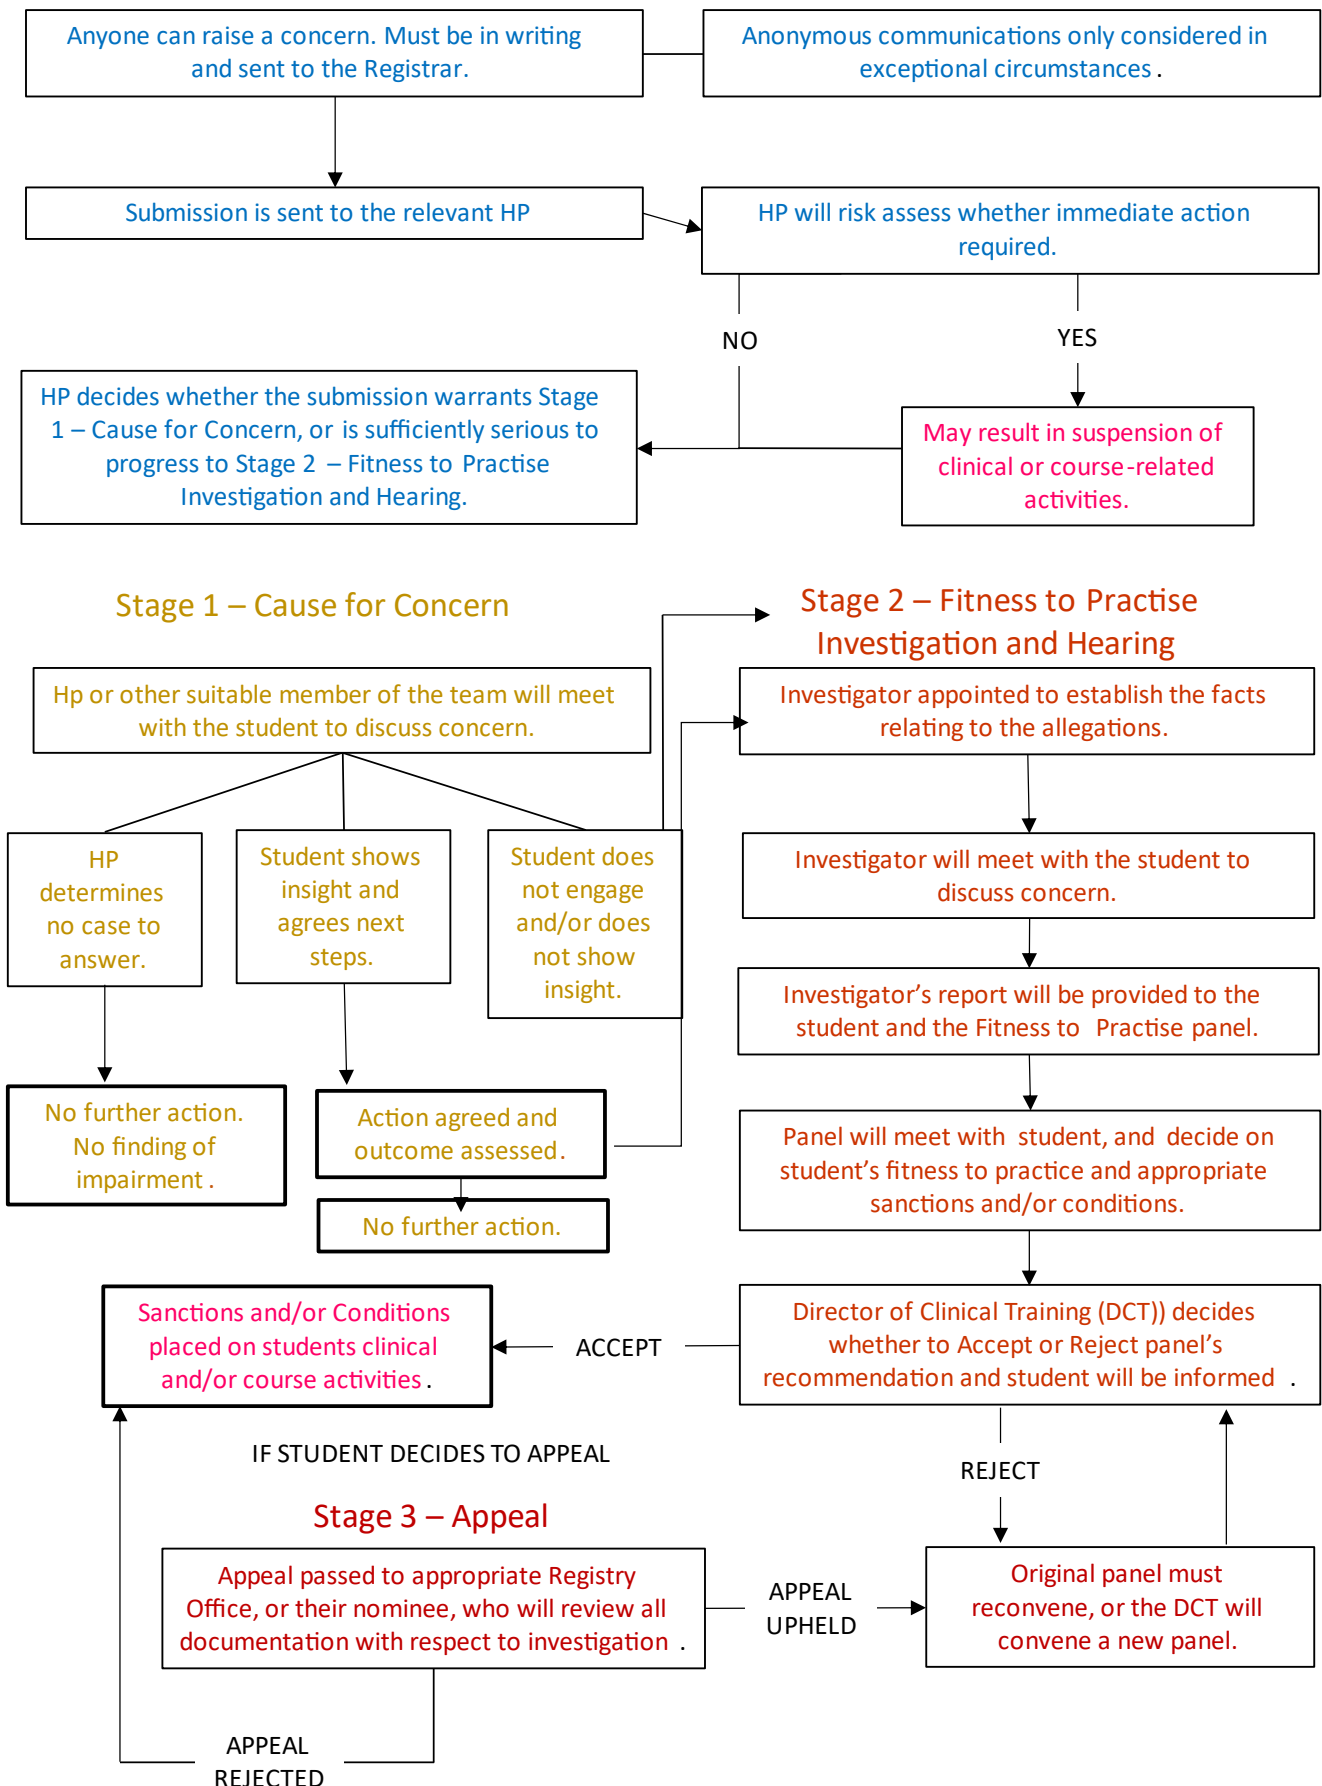 Anyone can raise a concern. Must be in writing
and sent to the Registrar.
Anonymous communications only considered in
exceptional circumstances.
Submission is sent to the relevant HP
HP will risk assess whether immediate action
required.
NO
YES
HP decides whether the submission warrants Stage
1 – Cause for Concern, or is sufficiently serious to
progress to Stage 2 – Fitness to Practise
Investigation and Hearing.
May result in suspension of
clinical or course-related
activities.
Stage 1 – Cause for Concern
Stage 2 – Fitness to Practise
Investigation and Hearing
Hp or other suitable member of the team will meet
with the student to discuss concern.
Investigator appointed to establish the facts
relating to the allegations.
HP
determines
no case to
answer.
Student shows
insight and
agrees next
steps.
Student does
not engage
and/or does
not show
insight.
Investigator will meet with the student to
discuss concern.
Investigator’s report will be provided to the
student and the Fitness to Practise panel.
No further action.
No finding of
impairment.
Action agreed and
outcome assessed.
No further action.
Panel will meet with student, and decide on
student’s fitness to practice and appropriate
sanctions and/or conditions.
Sanctions and/or Conditions
placed on students clinical
and/or course activities.
ACCEPT
Director of Clinical Training (DCT)) decides
whether to Accept or Reject panel’s
recommendation and student will be informed.
IF STUDENT DECIDES TO APPEAL
REJECT
Stage 3 – Appeal
Appeal passed to appropriate Registry
Office, or their nominee, who will review all
documentation with respect to investigation.
APPEAL
UPHELD
Original panel must
reconvene, or the DCT will
convene a new panel.
APPEAL
REJECTED